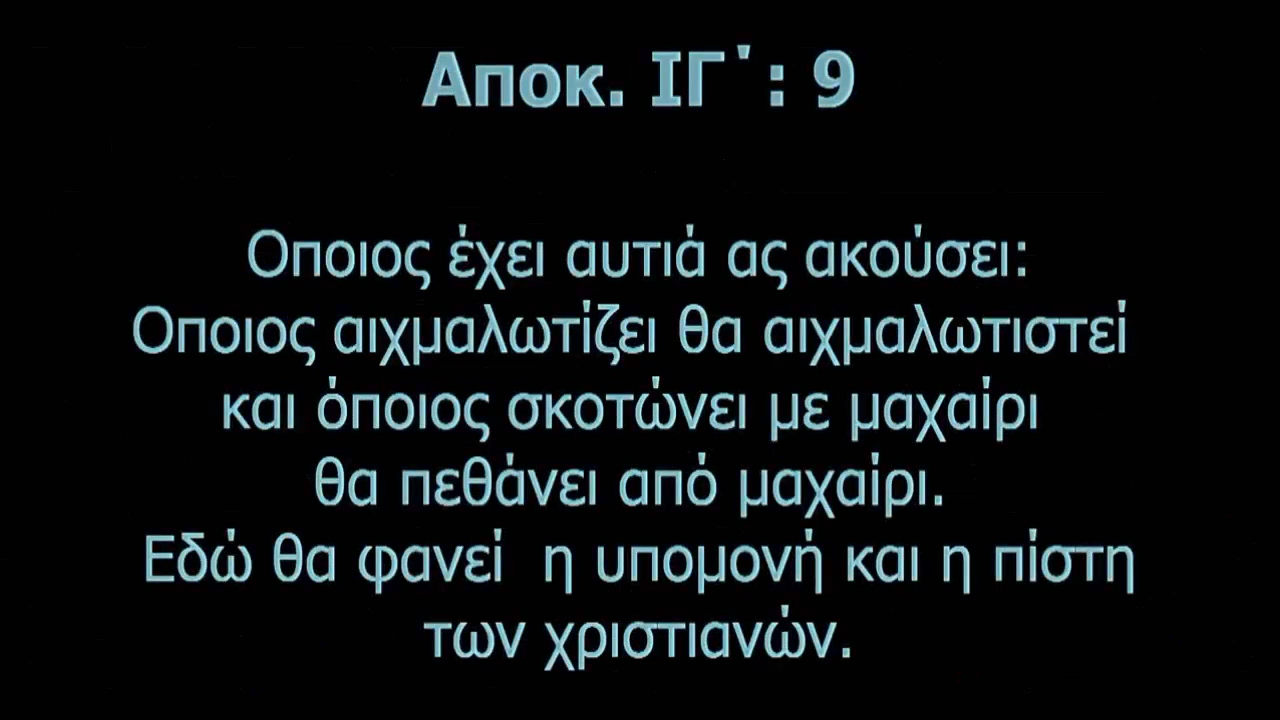 Αποκ. ΙΓ΄: 9
Οποιος έχει αυτιά ας ακούσει:
Οποιος αιχμαλωτίζει θα αιχμαλωτιστεί
και όποιος σκοτώνει με μαχαίρι
θα πεθάνει από μαχαίρι.
Εδώ θα φανεί  η υπομονή και η πίστη
των χριστιανών.